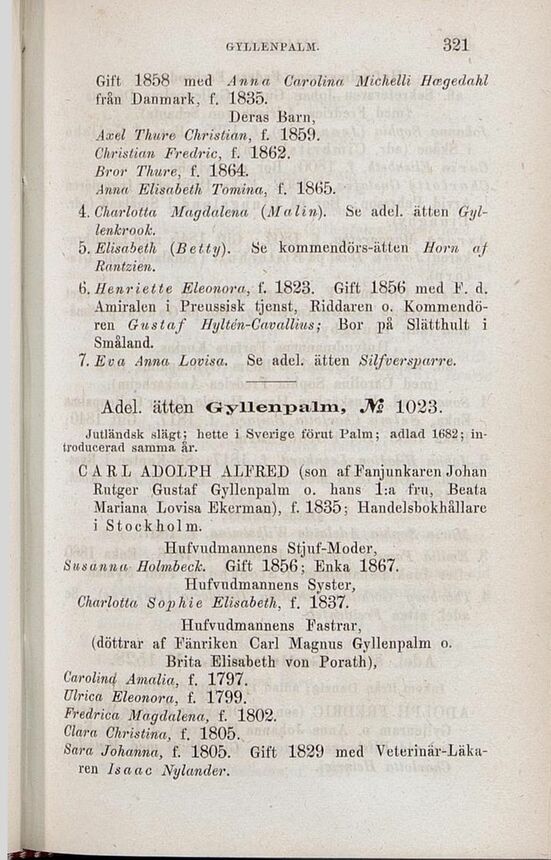 GYLLENPALM. 321
Gift 1858 med Anna Carolina Michelli Hœgedahl
från Danmark, f. 1835.
Deras Barn,
Axel Thure Christian, f. 1859.
Christian Fredric, f. 1862.
Bror Thure, f. 1864.
Anna Elisabeth Tomina, f. 1865.
4. Charlotta Magdalena (Malin). Se adel. ätten Gyl-
lenkrook.
5. Elisabeth (Betty). Se kommendörs-ätten Horn af
Rantzien.
6. Henriette Eleonora, f. 1823. Gift 1856 med F. d.
Amiralen i Preussisk tjenst, Riddaren o. Kommendö-
ren Gustaf Hyltén-Cavallius; Bor på Slätthult i
Småland.
7. Eva Anna Lovisa. Se adel. ätten Silfversparre.
Adel. ätten Gyllenpalm, № 1023.
Jutländsk slägt; hette i Sverige förut Palm; adlad 1682; in-
troducerad samma år.
CARL ADOLPH ALFRED (son af Fanjunkaren Johan
Rutger Gustaf Gyllenpalm o. hans 1:a fru, Beata
Mariana Lovisa Ekerman), f. 1835; Handelsbokhållare
i Stockholm.
Hufvudmannens Stjuf-Moder,
Susanna Holmbeck. Gift 1856; Enka 1867.
Hufvudmannens Syster,
Charlotta Sophie Elisabeth, f. 1837.
Hufvudmannens Fastrar,
(döttrar af Fänriken Carl Magnus Gyllenpalm o.
Brita Elisabeth von Porath),
Carolina Amalia, f. 1797.
Ulrica Eleonora, f. 1799.
Fredrica Magdalena, f. 1802.
Clara Christina, f. 1805.
Sara Johanna, f. 1805. Gift 1829 med Veterinär-Läka-
ren Isaac Nylander.